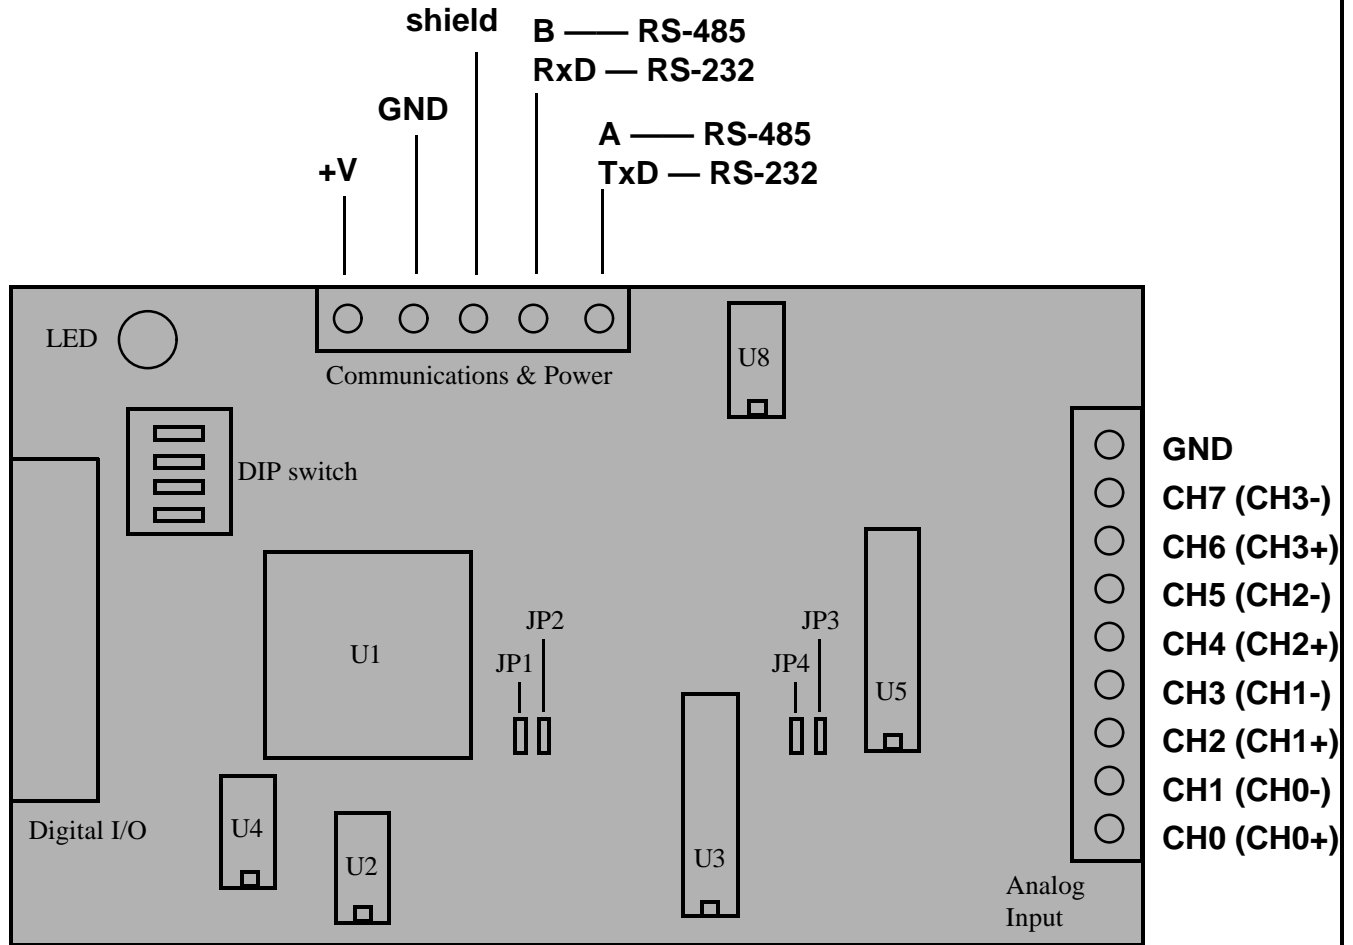 shield
B —— RS-485
RxD — RS-232
GND
A —— RS-485
TxD — RS-232
+V
LED
Communications & Power
U8
DIP switch
GND
CH7 (CH3-)
CH6 (CH3+)
CH5 (CH2-)
CH4 (CH2+)
CH3 (CH1-)
CH2 (CH1+)
CH1 (CH0-)
CH0 (CH0+)
JP2
JP3
U1
JP1
JP4
U5
Digital I/O
U4
U2
U3
Analog
Input